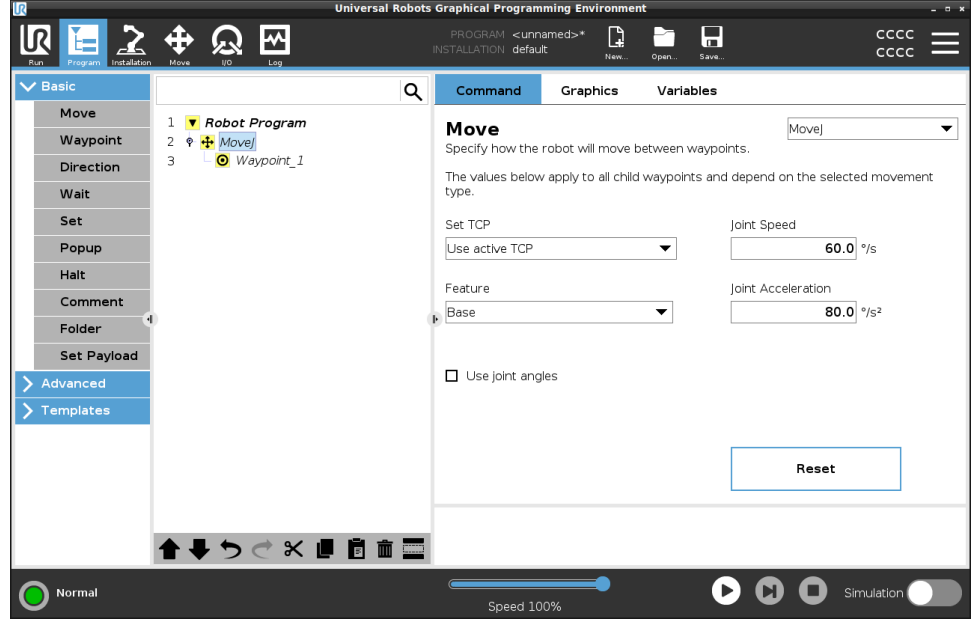 UR
Universal Robots Graphical Programming Environment
UR
Run
Program
Installation
Move
I/O
Log
PROGRAM <unnamed>*
INSTALLATION default
New...
Open...
Save...
CCCC
CCCC
Basic
Move
Waypoint
Direction
Wait
Set
Popup
Halt
Comment
Folder
Set Payload
Advanced
Templates
1 Robot Program
2 MoveJ
3 Waypoint_1
Command Graphics Variables
Move
MoveJ
Specify how the robot will move between waypoints.
The values below apply to all child waypoints and depend on the selected movement
type.
Set TCP
Joint Speed
Use active TCP
60.0 °/s
Feature
Joint Acceleration
Base
80.0 °/s²
Use joint angles
Reset
Normal
Speed 100%
Simulation